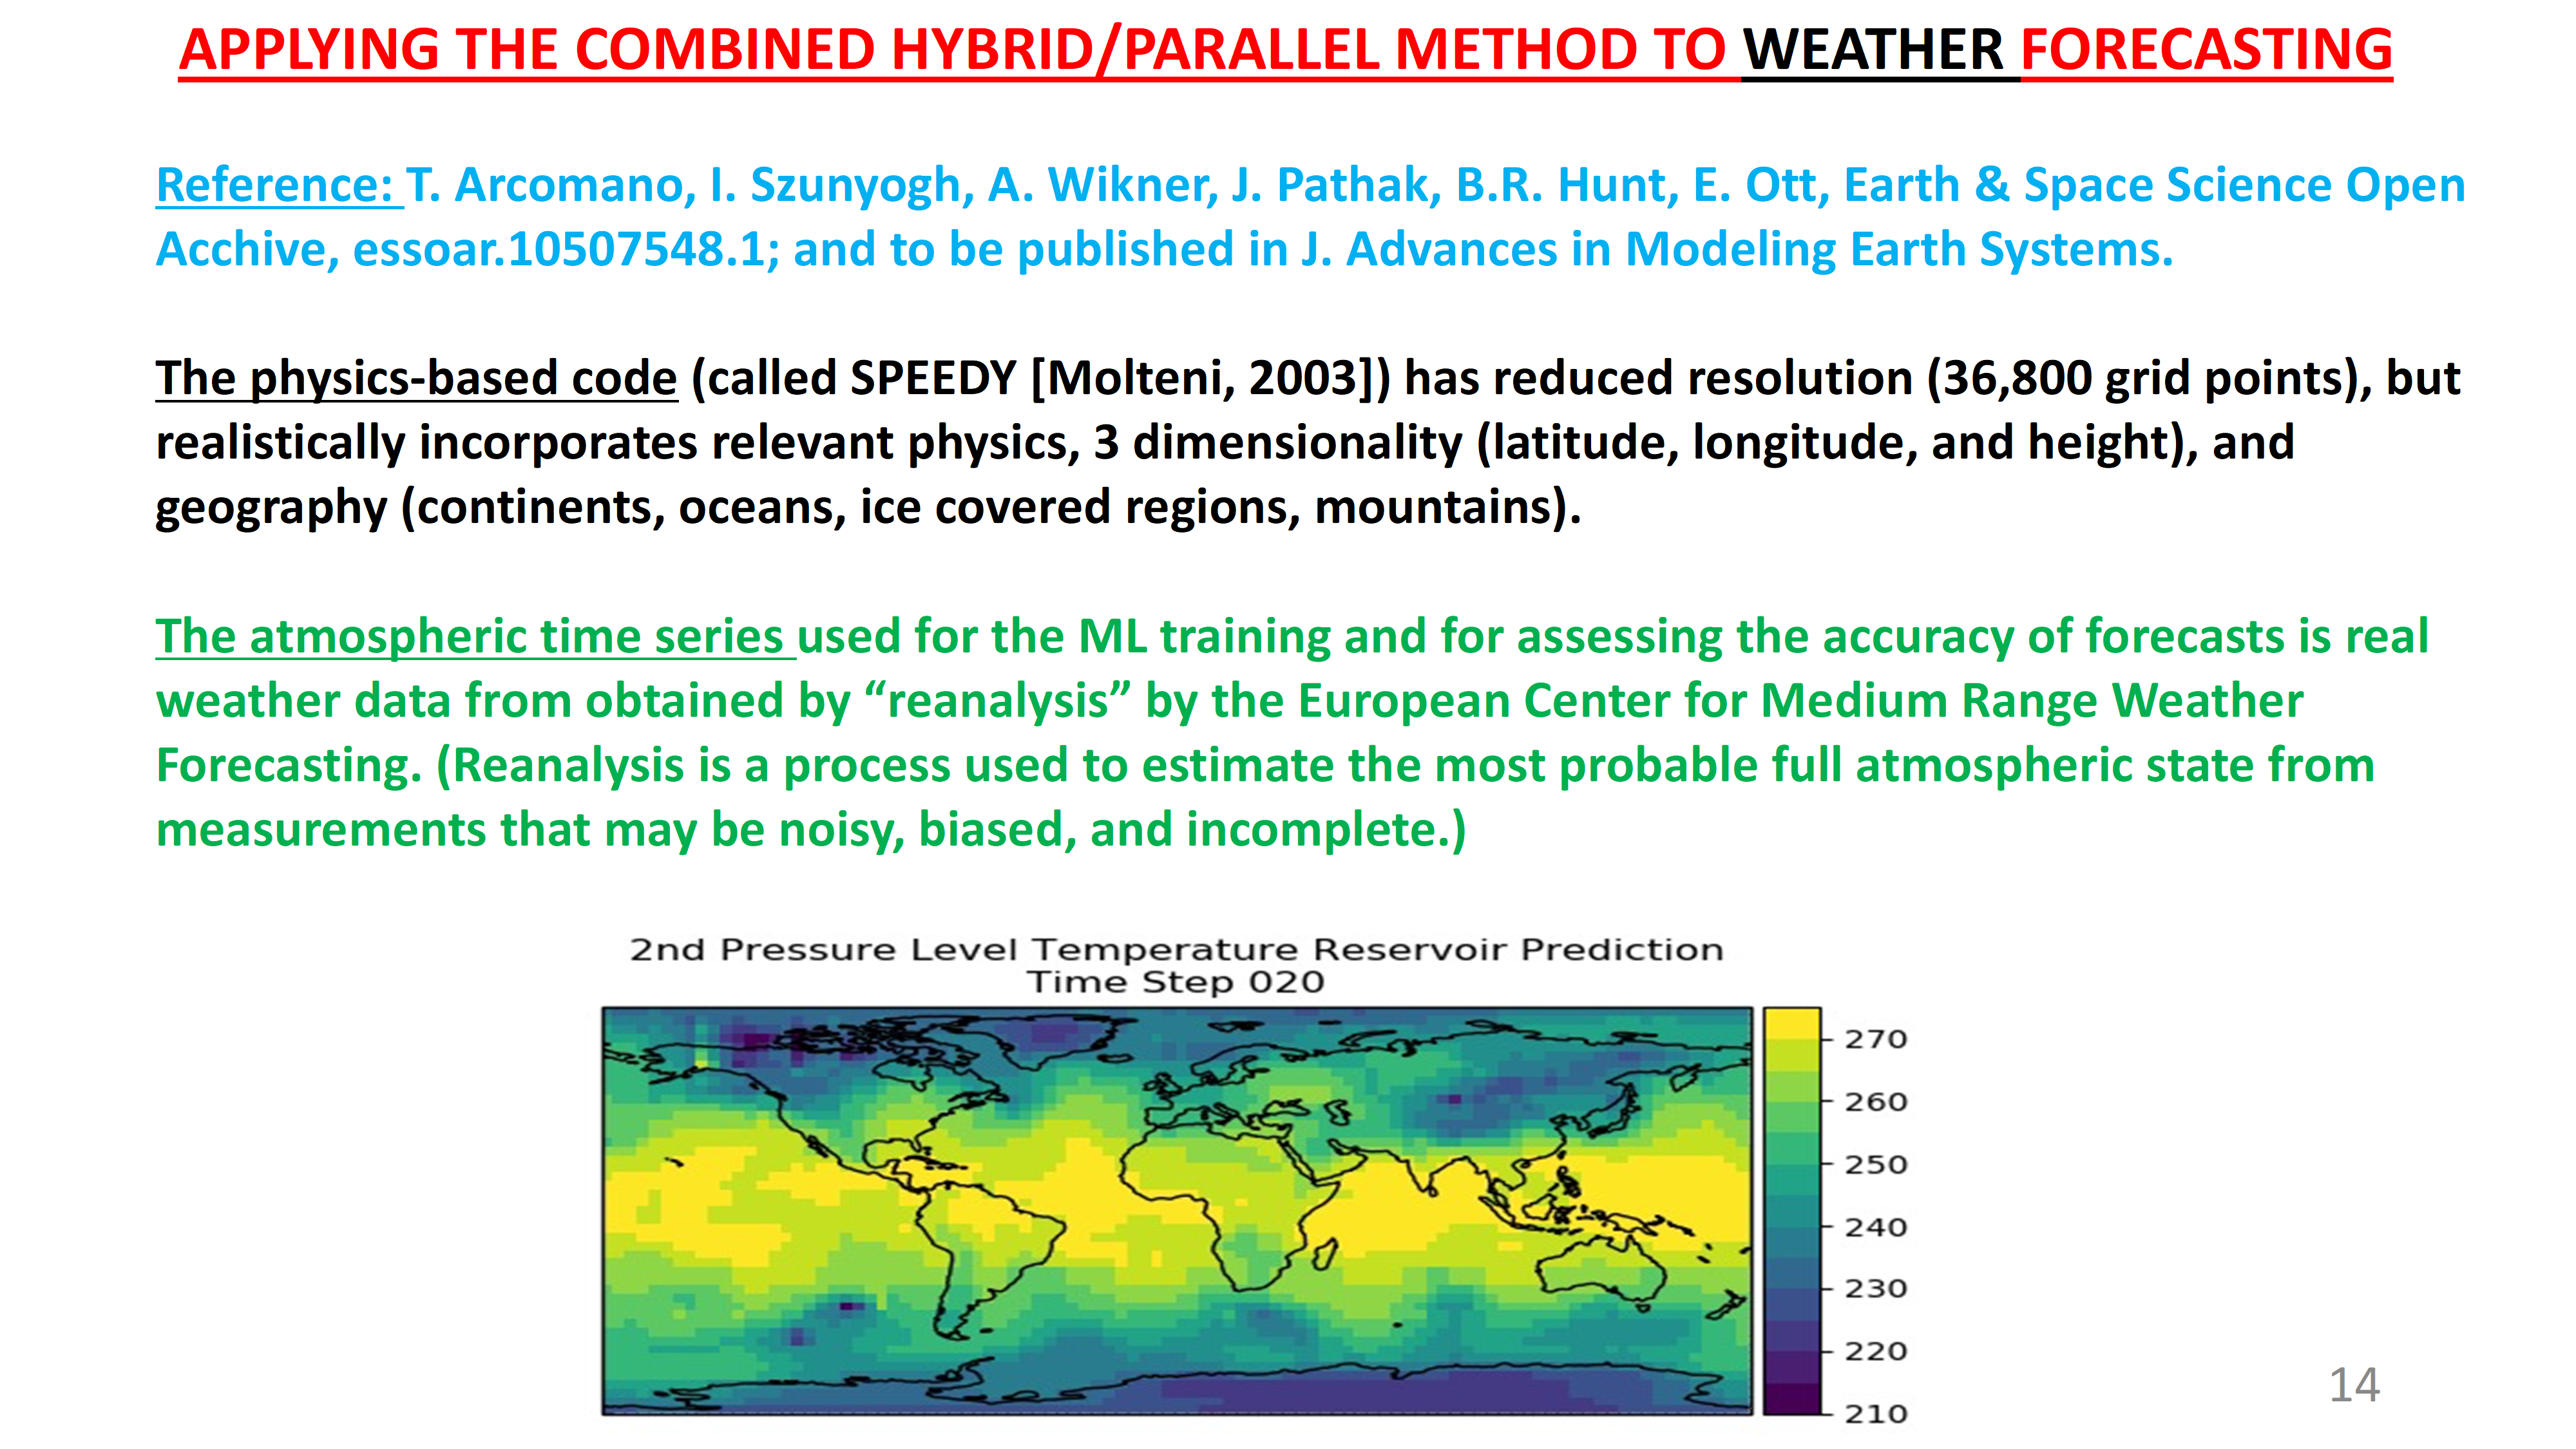 APPLYING THE COMBINED HYBRID/PARALLEL METHOD TO WEATHER FORECASTING
Reference: T. Arcomano, I. Szunyogh, A. Wikner, J. Pathak, B.R. Hunt, E. Ott, Earth & Space Science Open
Acchive, essoar.10507548.1; and to be published in J. Advances in Modeling Earth Systems.
The physics-based code (called SPEEDY [Molteni, 2003]) has reduced resolution (36,800 grid points), but
realistically incorporates relevant physics, 3 dimensionality (latitude, longitude, and height), and
geography (continents, oceans, ice covered regions, mountains).
The atmospheric time series used for the ML training and for assessing the accuracy of forecasts is real
weather data from obtained by “reanalysis” by the European Center for Medium Range Weather
Forecasting. (Reanalysis is a process used to estimate the most probable full atmospheric state from
measurements that may be noisy, biased, and incomplete.)
2nd Pressure Level Temperature Reservoir Prediction
Time Step 020
270
260
250
240
230
220
210
14